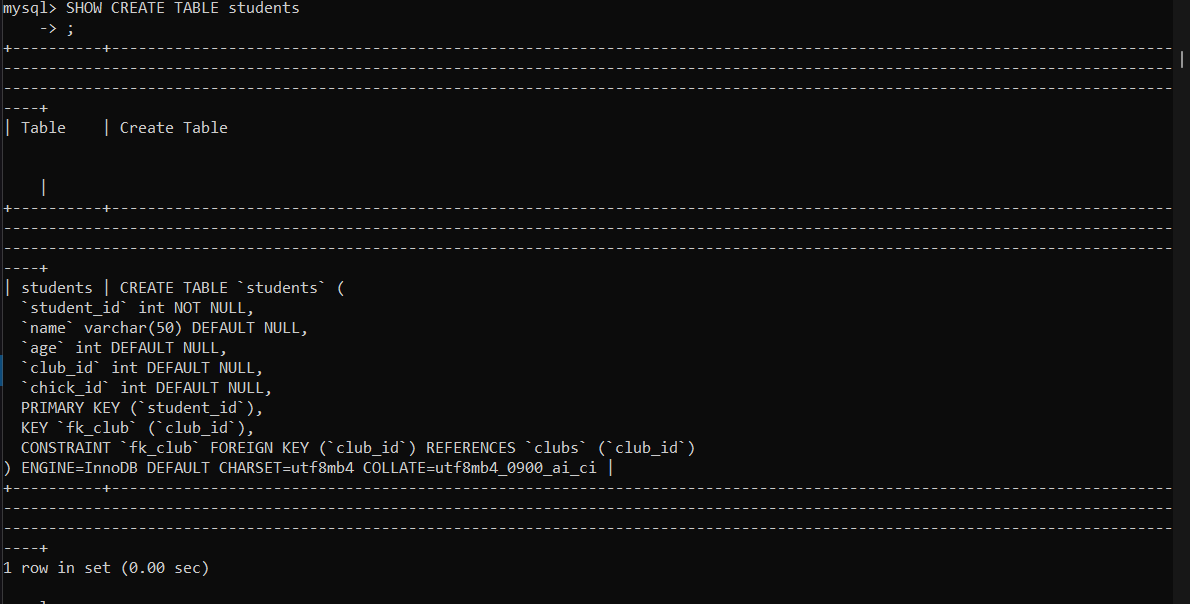 mysql> SHOW CREATE TABLE students
    -> ;
+----------+----------------------------------------------------------------------------------------------------------------------
----------------------------------------------------------------------------------------------------------------------------------
----------------------------------------------------------------------------------------------------------------------------------
----+
| Table    | Create Table
    |
+----------+----------------------------------------------------------------------------------------------------------------------
----------------------------------------------------------------------------------------------------------------------------------
----------------------------------------------------------------------------------------------------------------------------------
----+
| students | CREATE TABLE `students` (
  `student_id` int NOT NULL,
  `name` varchar(50) DEFAULT NULL,
  `age` int DEFAULT NULL,
  `club_id` int DEFAULT NULL,
  `chick_id` int DEFAULT NULL,
  PRIMARY KEY (`student_id`),
  KEY `fk_club` (`club_id`),
  CONSTRAINT `fk_club` FOREIGN KEY (`club_id`) REFERENCES `clubs` (`club_id`)
) ENGINE=InnoDB DEFAULT CHARSET=utf8mb4 COLLATE=utf8mb4_0900_ai_ci |
+----------+----------------------------------------------------------------------------------------------------------------------
----------------------------------------------------------------------------------------------------------------------------------
----------------------------------------------------------------------------------------------------------------------------------
----+
1 row in set (0.00 sec)